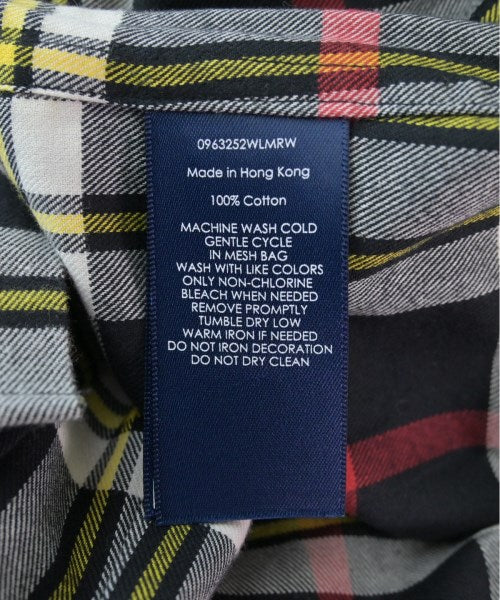 0963252WLMRW
Made in Hong Kong
100% Cotton
MACHINE WASH COLD
GENTLE CYCLE
IN MESH BAG
WASH WITH LIKE COLORS
ONLY NON-CHLORINE
BLEACH WHEN NEEDED
REMOVE PROMPTLY
TUMBLE DRY LOW
WARM IRON IF NEEDED
DO NOT IRON DECORATION
DO NOT DRY CLEAN